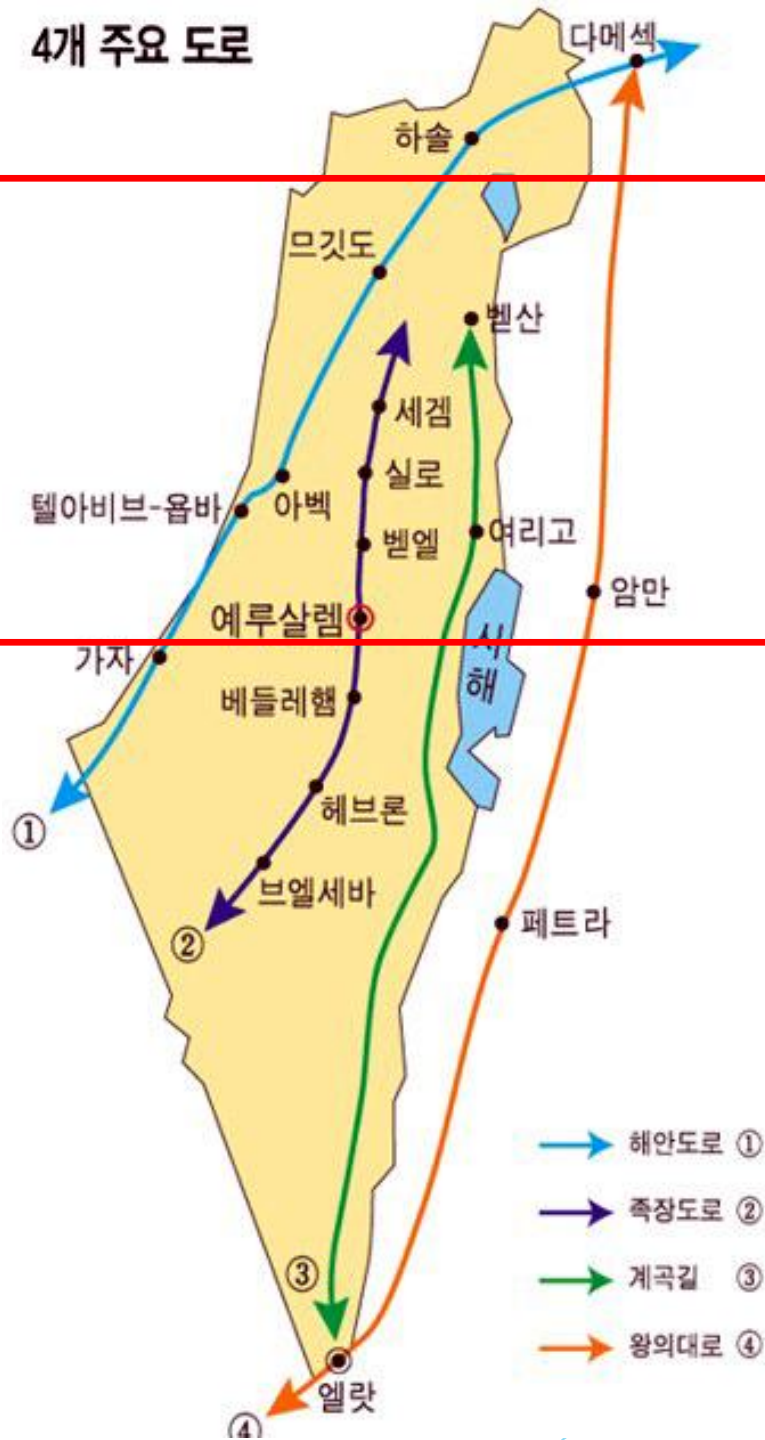 4개 주요 도로
다메섹
하솔
므깃도
벧산
세겜
실로
텔아비브-욥바
아벡
벧엘
여리고
암만
예루살렘
가자
사해
베들레햄
헤브론
①
브엘세바
②
페트라
해안도로 ①
족장도로 ②
③
계곡길 ③
왕의대로 ④
엘랏
④